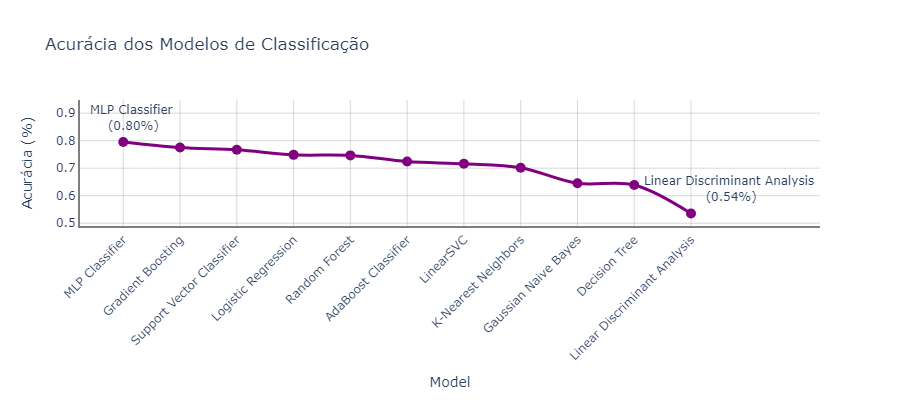 Acurácia dos Modelos de Classificação
Acurácia (%)
0.9
0.8
0.7
0.6
0.5
MLP Classifier
(0.80%)
Linear Discriminant Analysis
(0.54%)
MLP Classifier
Gradient Boosting
Support Vector Classifier
Logistic Regression
Random Forest
AdaBoost Classifier
LinearSVC
K-Nearest Neighbors
Gaussian Naive Bayes
Decision Tree
Linear Discriminant Analysis
Model